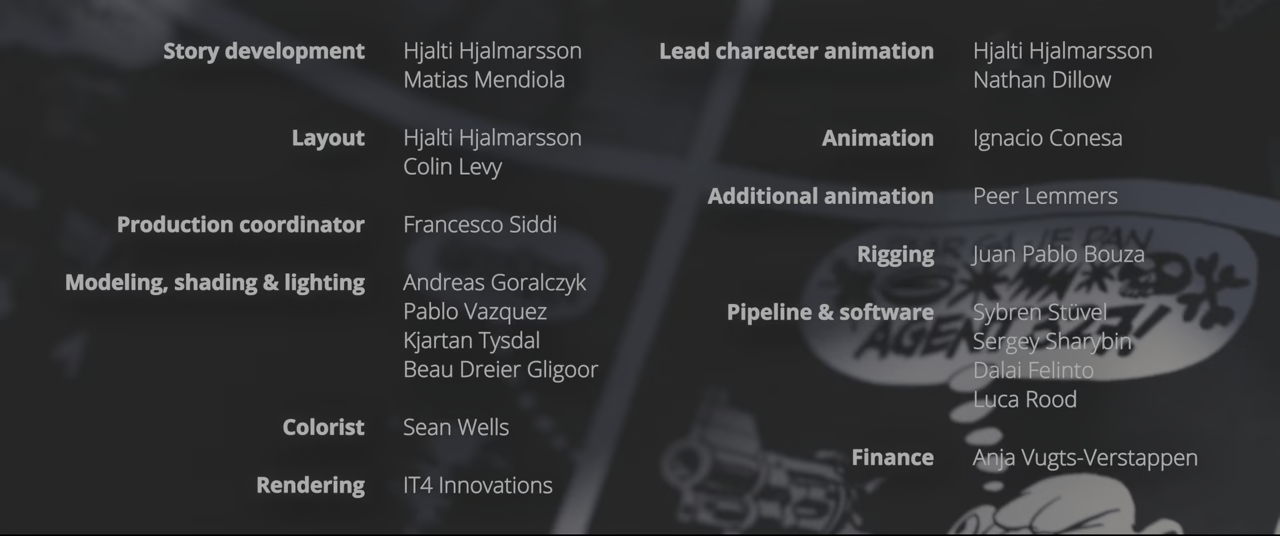 Story development Hjalti Hjalmarsson
Matias Mendiola
Layout Hjalti Hjalmarsson
Colin Levy
Production coordinator Francesco Siddi
Modeling, shading & lighting Andreas Goralczyk
Pablo Vazquez
Kjartan Tysdal
Beau Dreier Gligoor
Colorist Sean Wells
Rendering IT4 Innovations
Lead character animation Hjalti Hjalmarsson
Nathan Dillow
Animation Ignacio Conesa
Additional animation Peer Lemmers
Rigging Juan Pablo Bouza
Pipeline & software Sybren Stüvel
Sergey Sharybin
Dalai Felinto
Luca Rood
Finance Anja Vugts-Verstappen
AGENT 327!